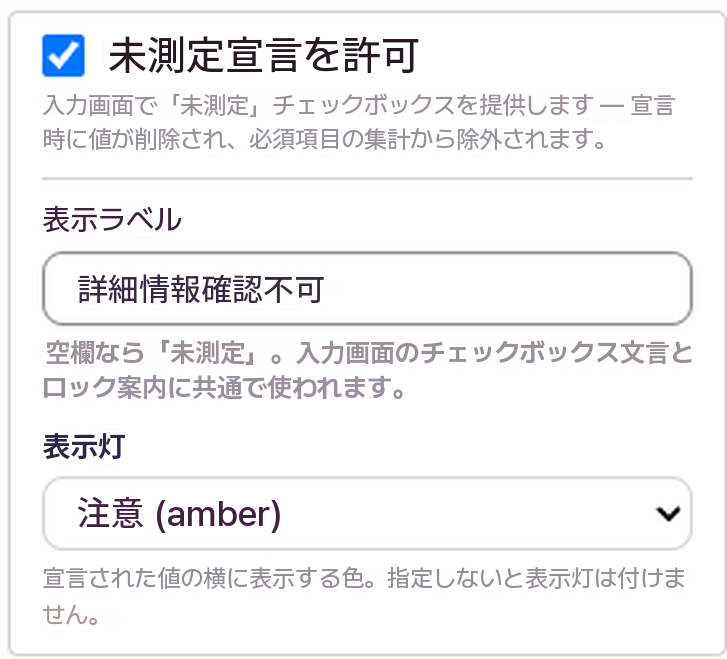 未測定宣言を許可
入力画面で「未測定」チェックボックスを提供します — 宣言
時に値が削除され、必須項目の集計から除外されます。
表示ラベル
詳細情報確認不可
空欄なら「未測定」。入力画面のチェックボックス文言と
ロック案内に共通で使われます。
表示灯
注意 (amber)
宣言された値の横に表示する色。指定しないと表示灯は付けま
せん。